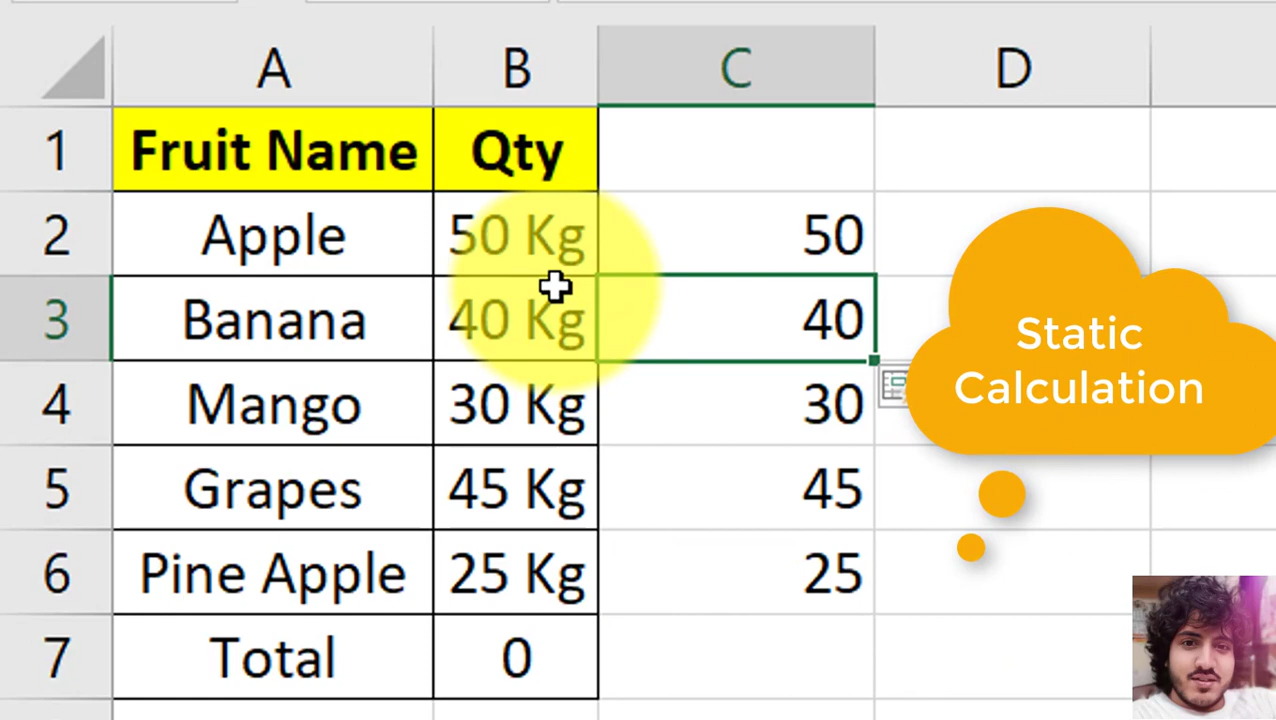 A B C D
1 Fruit Name Qty
2 Apple 50 Kg 50
3 Banana 40 Kg 40
4 Mango 30 Kg 30
5 Grapes 45 Kg 45
6 Pine Apple 25 Kg 25
7 Total 0
Static
Calculation